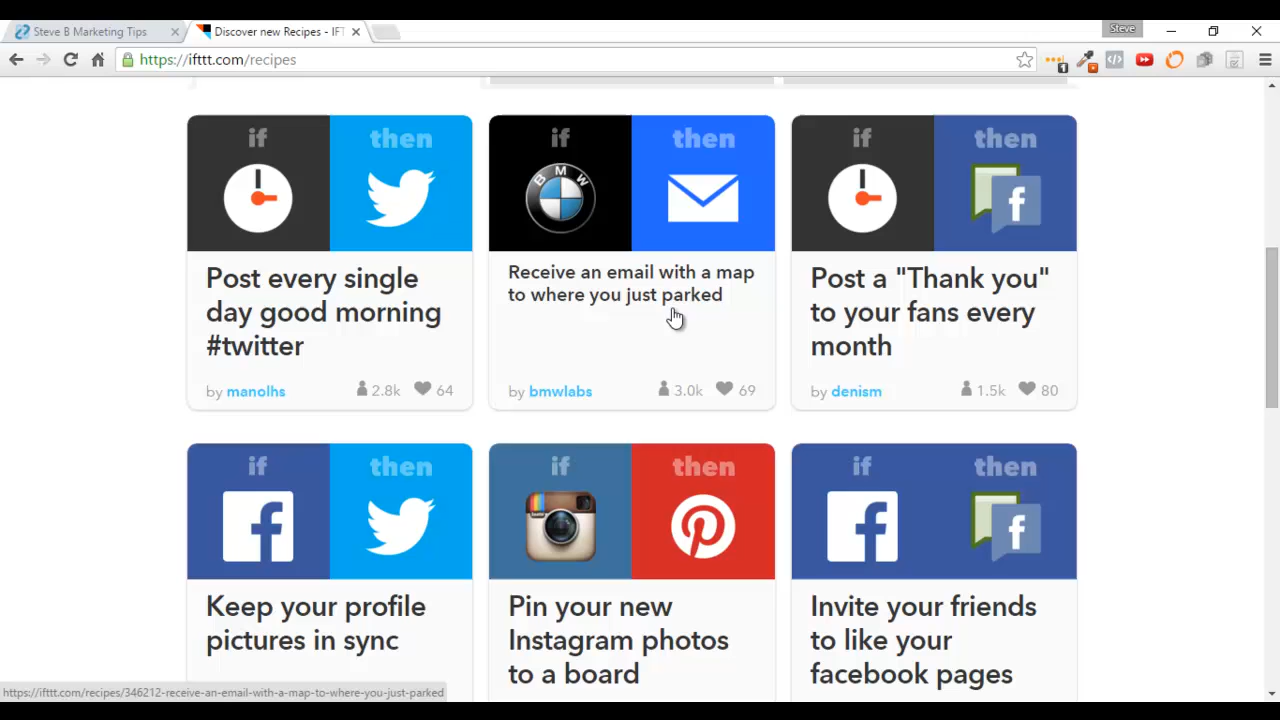 Steve B Marketing Tips
Discover new Recipes - IFT
Steve
https://ifttt.com/recipes
if then
if then
if then
BMW
Post every single
day good morning
#twitter
by manolhs 2.8k 64
Receive an email with a map
to where you just parked
by bmwlabs 3.0k 69
Post a "Thank you"
to your fans every
month
by denism 1.5k 80
if then
if then
if then
Keep your profile
pictures in sync
Pin your new
Instagram photos
to a board
Invite your friends
to like your
facebook pages
https://ifttt.com/recipes/346212-receive-an-email-with-a-map-to-where-you-just-parked